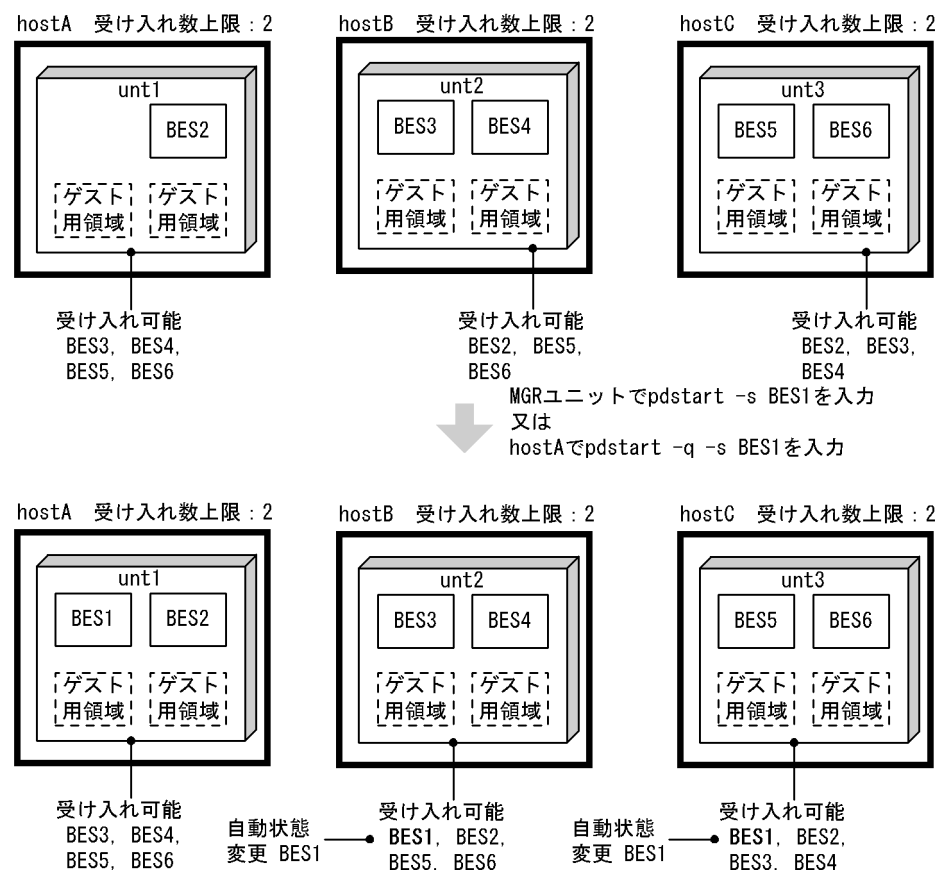 hostA 受け入れ数上限:2
hostB 受け入れ数上限:2
hostC 受け入れ数上限:2
unt1
BES2
ゲスト
用領域
ゲスト
用領域
unt2
BES3
BES4
ゲスト
用領域
ゲスト
用領域
unt3
BES5
BES6
ゲスト
用領域
ゲスト
用領域
受け入れ可能
BES3, BES4,
BES5, BES6
受け入れ可能
BES2, BES5,
BES6
受け入れ可能
BES2, BES3,
BES4
MGRユニットでpdstart -s BES1を入力
又は
hostAでpdstart -q -s BES1を入力
hostA 受け入れ数上限:2
hostB 受け入れ数上限:2
hostC 受け入れ数上限:2
unt1
BES1
BES2
ゲスト
用領域
ゲスト
用領域
unt2
BES3
BES4
ゲスト
用領域
ゲスト
用領域
unt3
BES5
BES6
ゲスト
用領域
ゲスト
用領域
受け入れ可能
BES3, BES4,
BES5, BES6
自動状態
変更 BES1
受け入れ可能
BES1, BES2,
BES5, BES6
自動状態
変更 BES1
受け入れ可能
BES1, BES2,
BES3, BES4